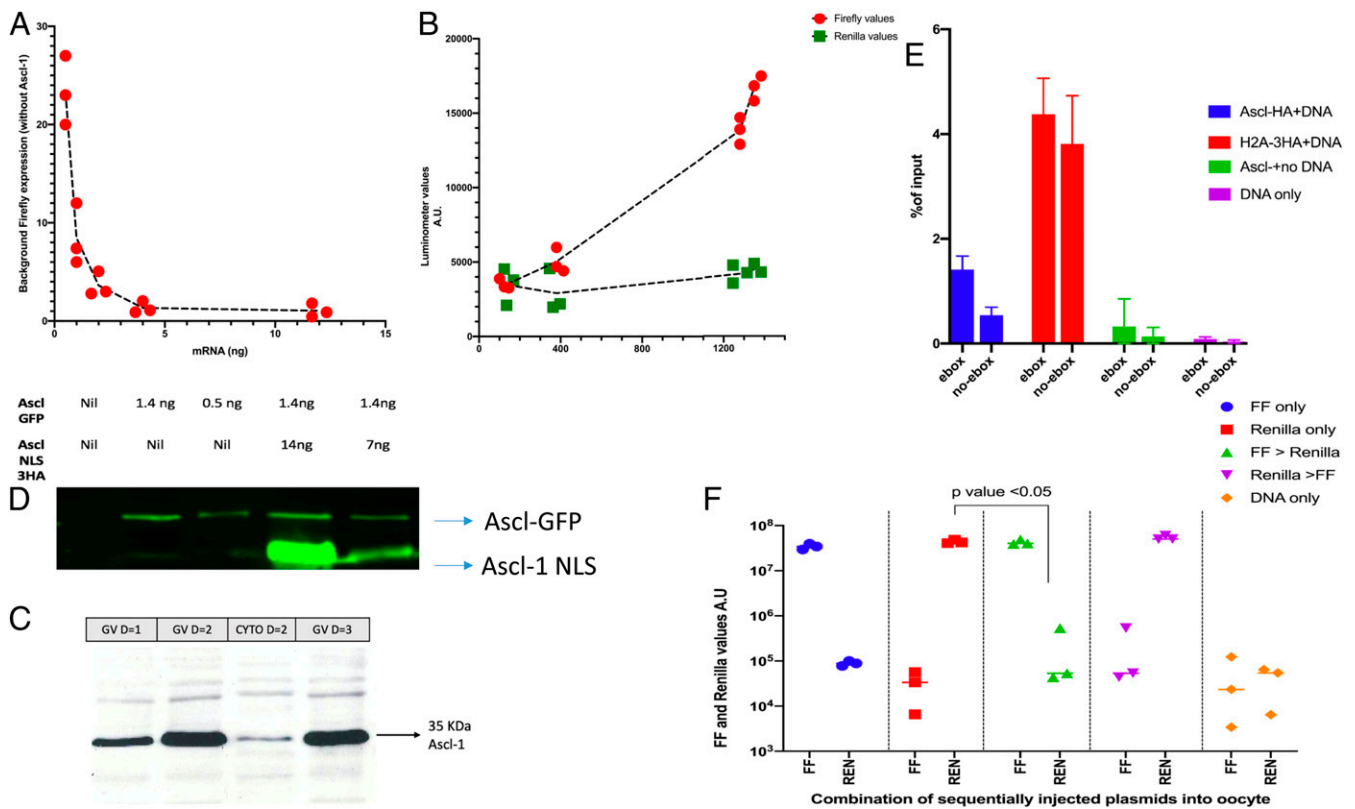 A
Background Firefly expression (without Ascl-1)
30
20
10
0
0
5
10
15
mRNA (ng)
B
Firefly values
Renilla values
Luminometer values
A.U.
20000
15000
10000
5000
0
0
400
800
1200
E
%of input
6
4
2
0
ebox
no-ebox
ebox
no-ebox
ebox
no-ebox
ebox
no-ebox
Ascl-HA+DNA
H2A-3HA+DNA
Ascl-+no DNA
DNA only
Ascl GFP
Nil
1.4 ng
0.5 ng
1.4ng
1.4ng
Ascl NLS 3HA
Nil
Nil
Nil
14ng
7ng
D
Ascl-GFP
Ascl-1 NLS
C
GV D=1
GV D=2
CYTO D=2
GV D=3
35 KDa
Ascl-1
F
FF only
Renilla only
FF > Renilla
Renilla >FF
DNA only
p value <0.05
FF and Renilla values A.U
10⁸
10⁷
10⁶
10⁵
10⁴
10³
FF
REN
FF
REN
FF
REN
FF
REN
FF
REN
Combination of sequentially injected plasmids into oocyte